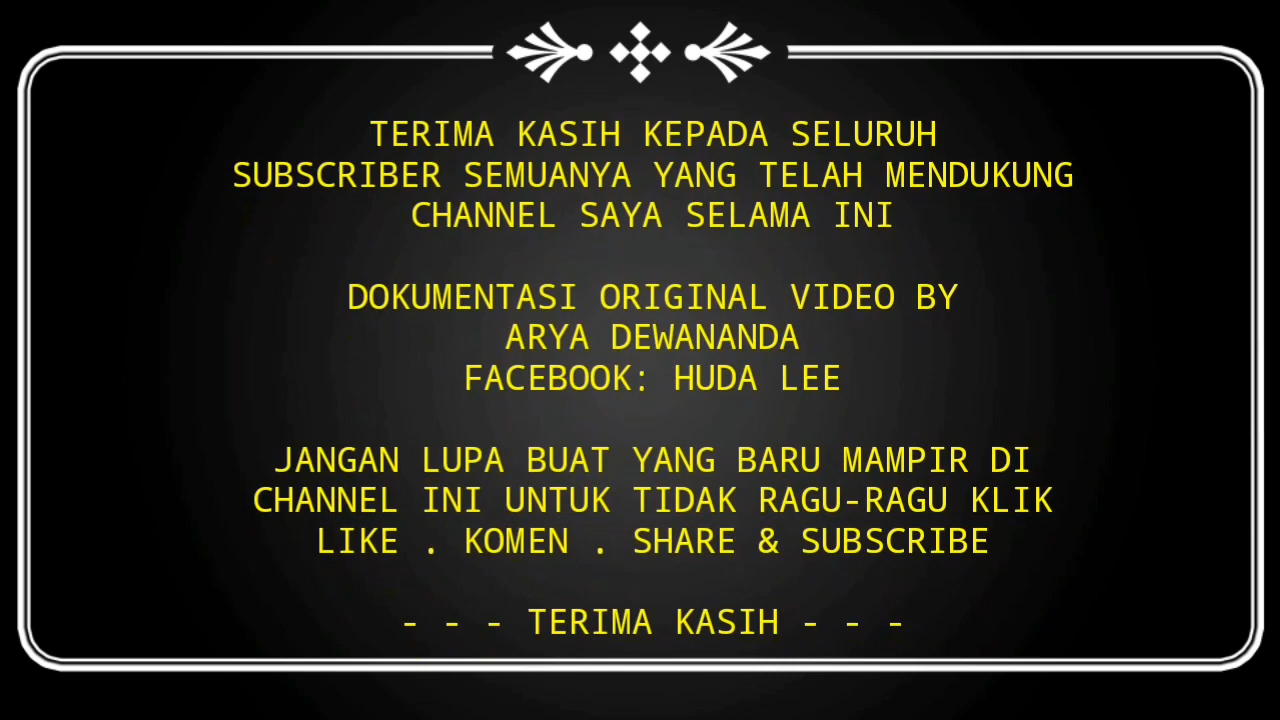 TERIMA KASIH KEPADA SELURUH
SUBSCRIBER SEMUANYA YANG TELAH MENDUKUNG
CHANNEL SAYA SELAMA INI
DOKUMENTASI ORIGINAL VIDEO BY
ARYA DEWANANDA
FACEBOOK: HUDA LEE
JANGAN LUPA BUAT YANG BARU MAMPIR DI
CHANNEL INI UNTUK TIDAK RAGU-RAGU KLIK
LIKE . KOMEN . SHARE & SUBSCRIBE
- - - TERIMA KASIH - - -